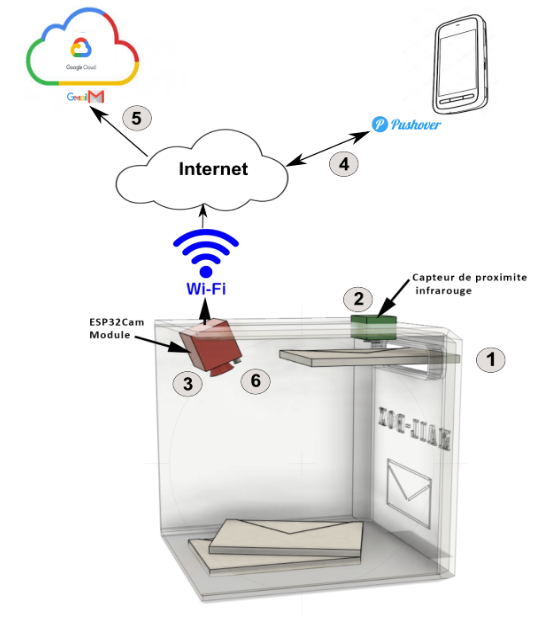 Google Cloud
Gmail
5
Pushover
4
Internet
Wi-Fi
Capteur de proximite
infrarouge
2
ESP32Cam
Module
1
3
6
MAIL-BOX